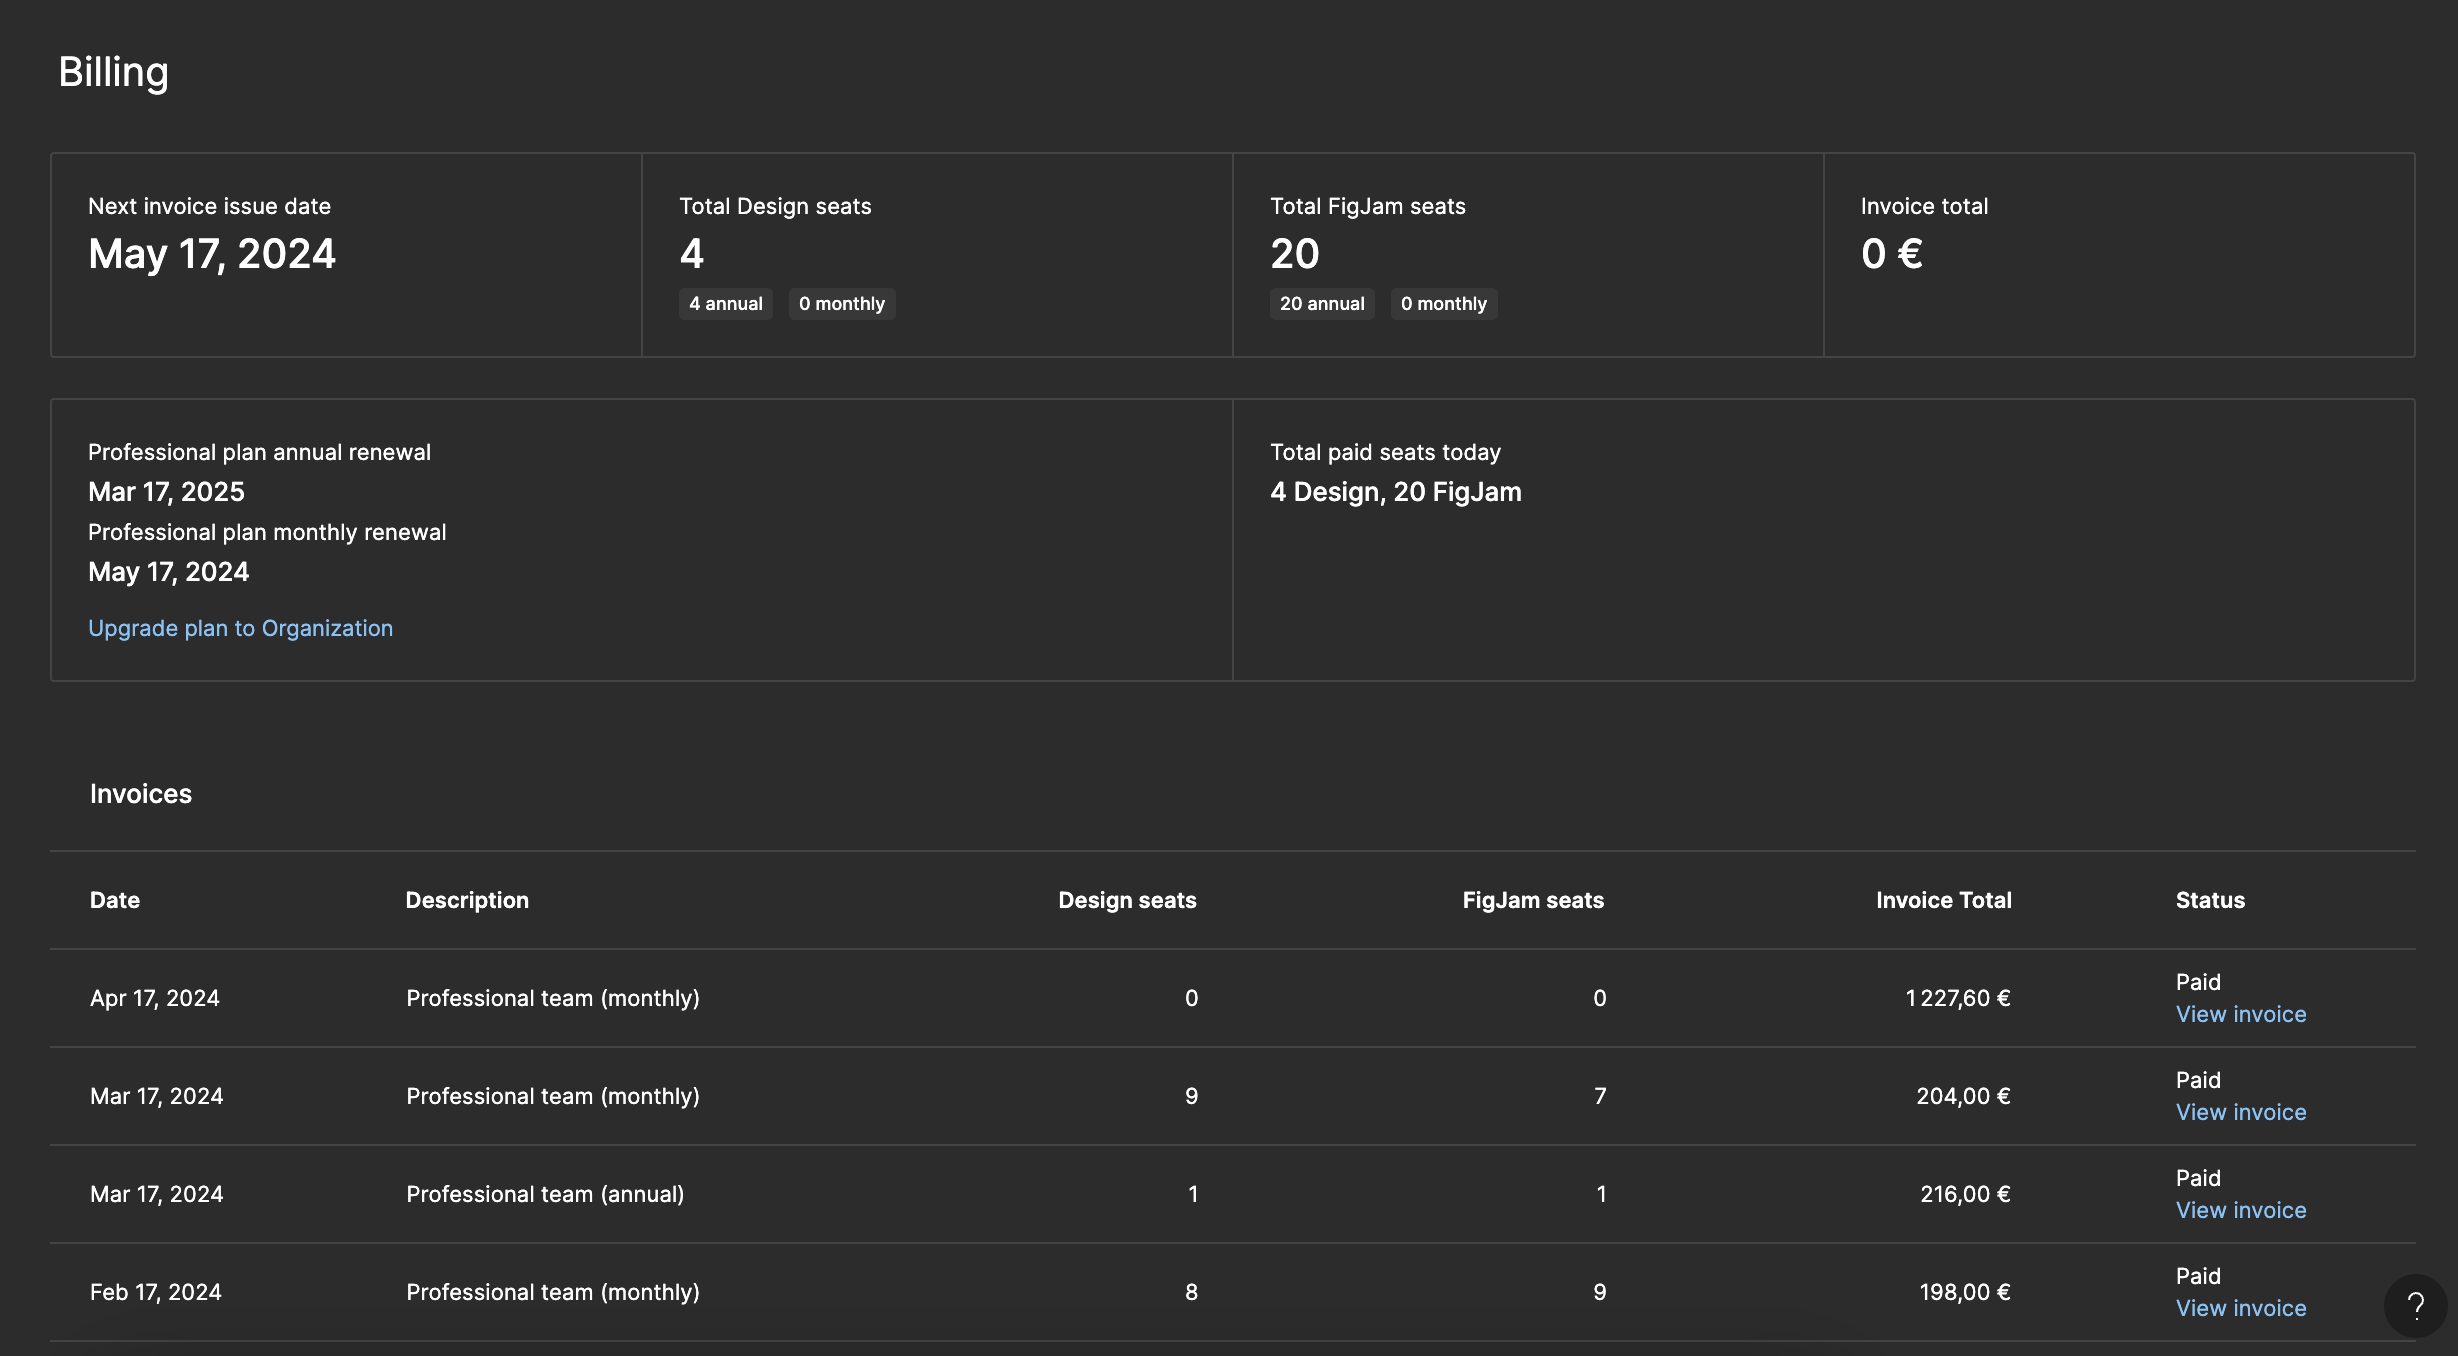 Billing
Next invoice issue date
May 17, 2024
Total Design seats
4
4 annual 0 monthly
Total FigJam seats
20
20 annual 0 monthly
Invoice total
0 €
Professional plan annual renewal
Mar 17, 2025
Professional plan monthly renewal
May 17, 2024
Upgrade plan to Organization
Total paid seats today
4 Design, 20 FigJam
Invoices
Date Description Design seats FigJam seats Invoice Total Status
Apr 17, 2024 Professional team (monthly) 0 0 1 227,60 € Paid
View invoice
Mar 17, 2024 Professional team (monthly) 9 7 204,00 € Paid
View invoice
Mar 17, 2024 Professional team (annual) 1 1 216,00 € Paid
View invoice
Feb 17, 2024 Professional team (monthly) 8 9 198,00 € Paid
View invoice
?